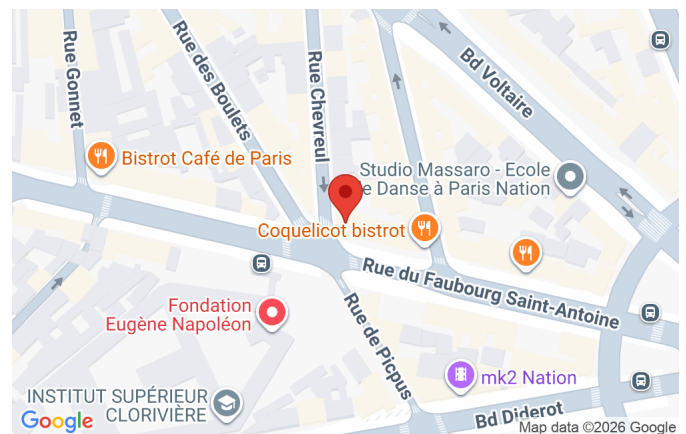 Rue Gonnet
Rue des Boulets
Rue Chevreul
Bd Voltaire
Bistrot Café de Paris
Studio Massaro - Ecole
e Danse à Paris Nation
Coquelicot bistrot
Rue du Faubourg Saint-Antoine
Fondation
Eugène Napoléon
Rue de Picpus
mk2 Nation
INSTITUT SUPÉRIEUR
CLORIVIÈRE
Bd Diderot
Google
Map data ©2026 Google